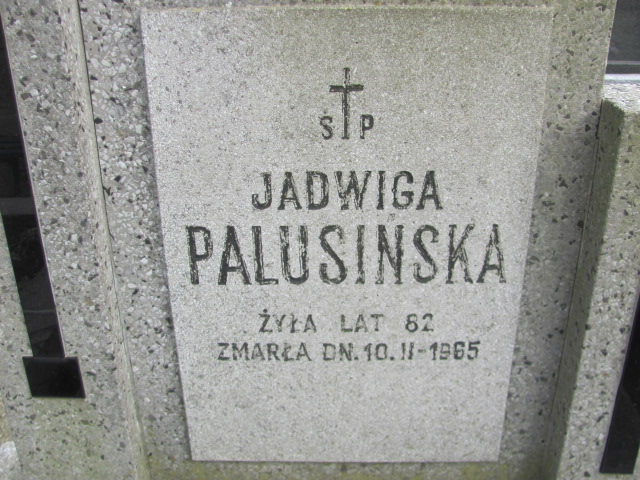 Ś P
JADWIGA
PALUSIŃSKA
ŻYŁA LAT 82
ZMARŁA DN. 10. II-1965